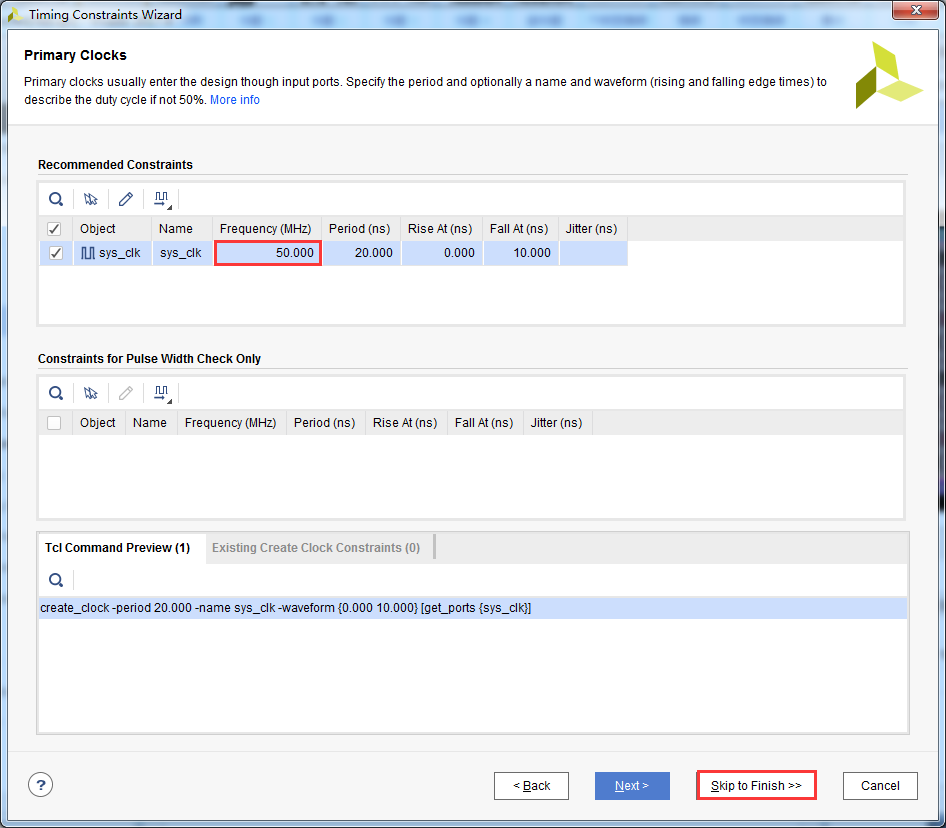 Timing Constraints Wizard
Primary Clocks
Primary clocks usually enter the design though input ports. Specify the period and optionally a name and waveform (rising and falling edge times) to
describe the duty cycle if not 50%. More info
Recommended Constraints
Object Name Frequency (MHz) Period (ns) Rise At (ns) Fall At (ns) Jitter (ns)
sys_clk sys_clk 50.000 20.000 0.000 10.000
Constraints for Pulse Width Check Only
Object Name Frequency (MHz) Period (ns) Rise At (ns) Fall At (ns) Jitter (ns)
Tcl Command Preview (1) Existing Create Clock Constraints (0)
create_clock -period 20.000 -name sys_clk -waveform {0.000 10.000} [get_ports {sys_clk}]
? < Back Next > Skip to Finish >> Cancel